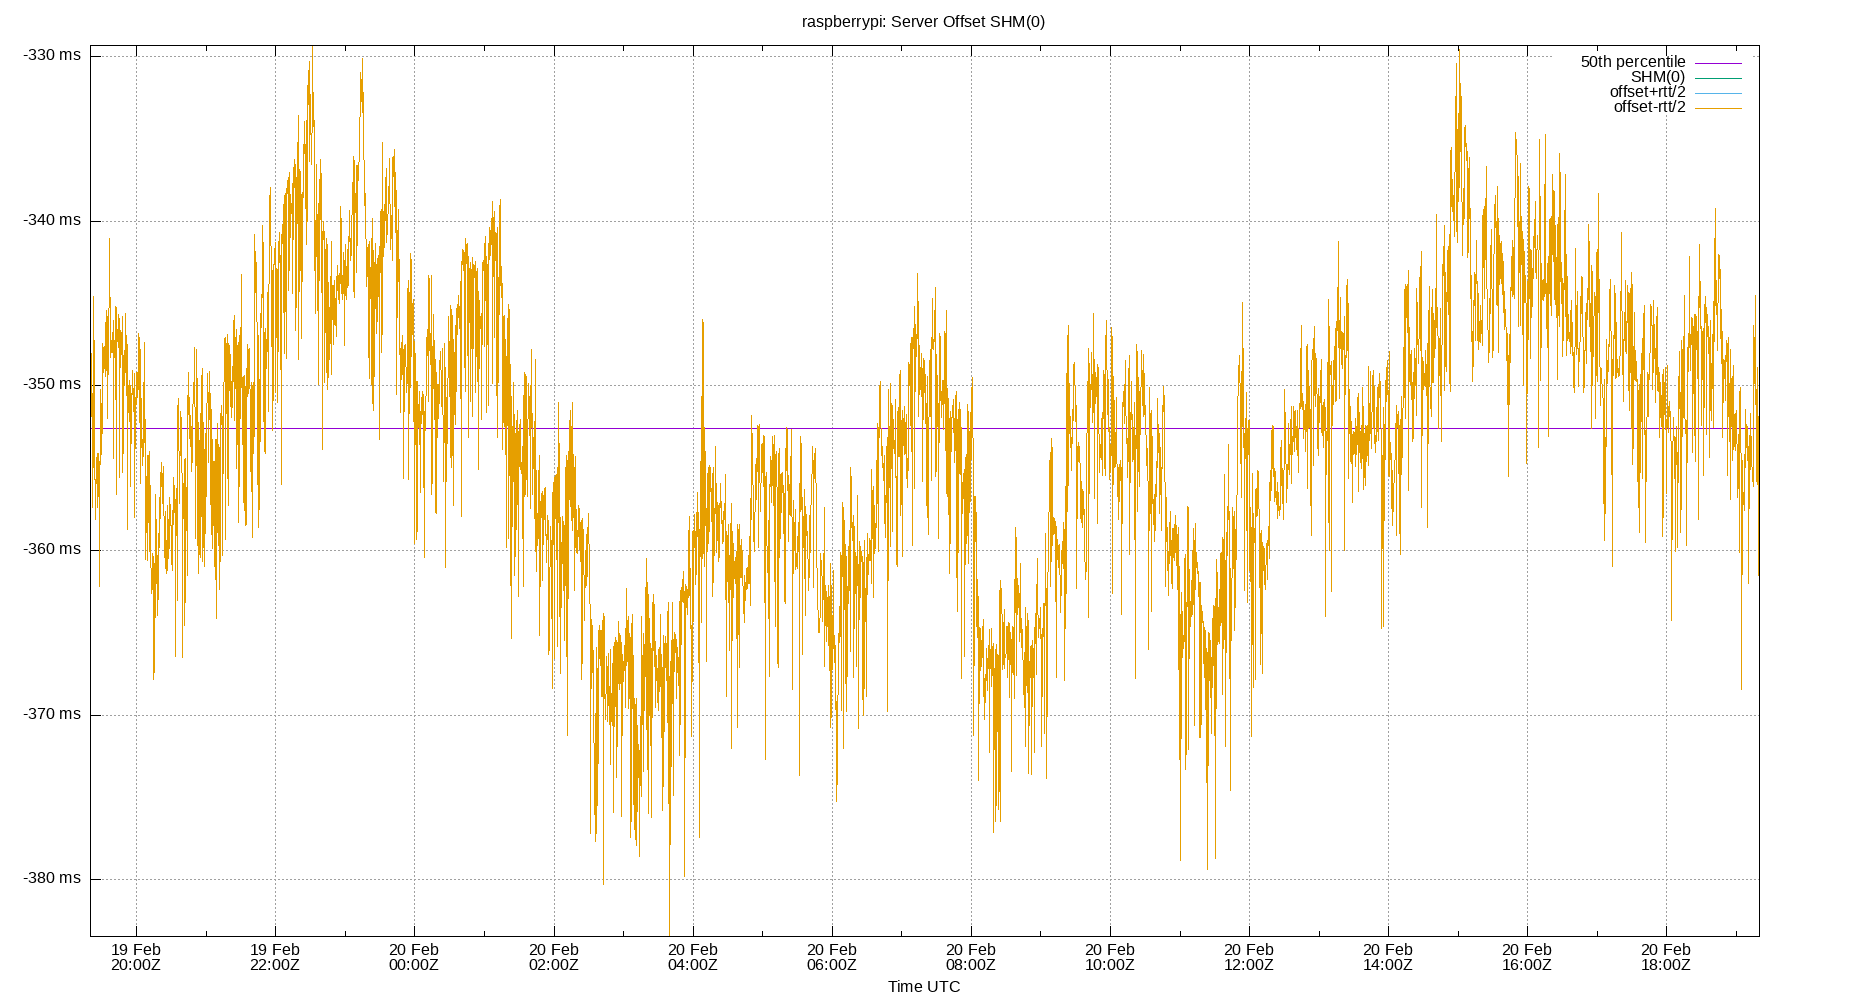 raspberrypi: Server Offset SHM(0)
-330 ms
-340 ms
-350 ms
-360 ms
-370 ms
-380 ms
50th percentile
SHM(0)
offset+rtt/2
offset-rtt/2
19 Feb
20:00Z
19 Feb
22:00Z
20 Feb
00:00Z
20 Feb
02:00Z
20 Feb
04:00Z
20 Feb
06:00Z
20 Feb
08:00Z
20 Feb
10:00Z
20 Feb
12:00Z
20 Feb
14:00Z
20 Feb
16:00Z
20 Feb
18:00Z
Time UTC